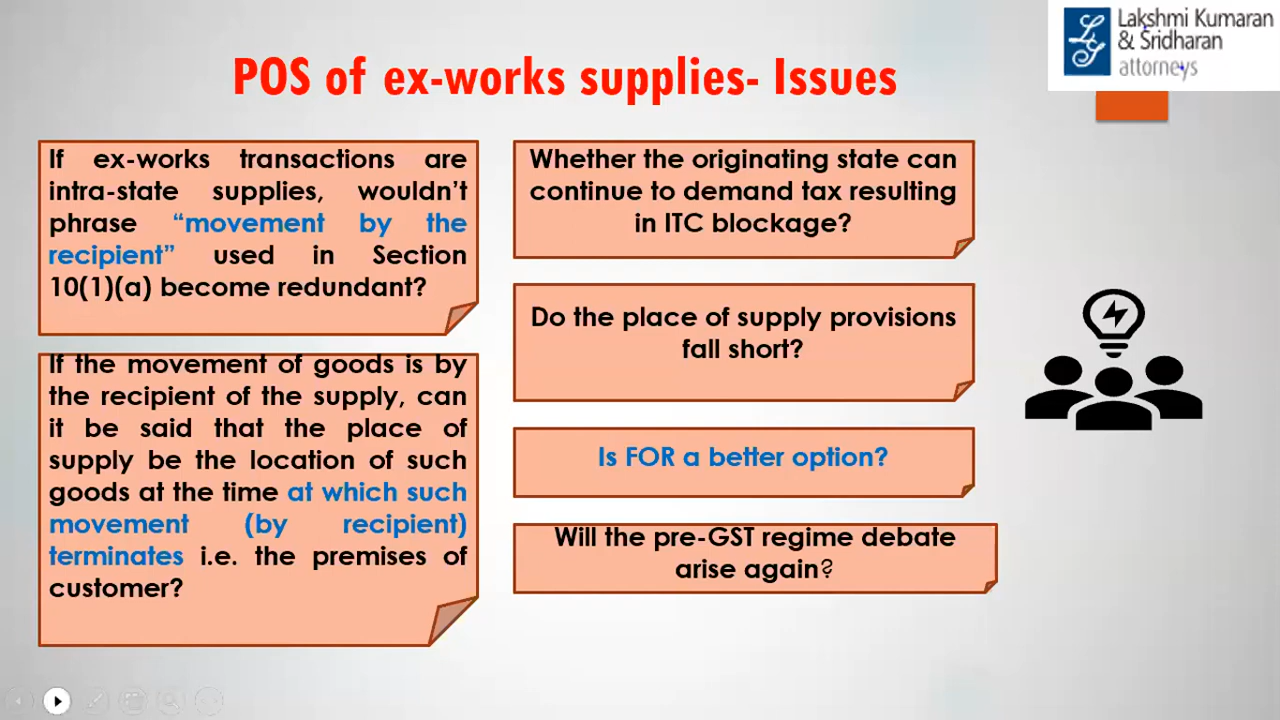 Lakshmi Kumaran
& Sridharan
attorneys
POS of ex-works supplies- Issues
If ex-works transactions are
intra-state supplies, wouldn't
phrase “movement by the
recipient” used in Section
10(1)(a) become redundant?
If the movement of goods is by
the recipient of the supply, can
it be said that the place of
supply be the location of such
goods at the time at which such
movement (by recipient)
terminates i.e. the premises of
customer?
Whether the originating state can
continue to demand tax resulting
in ITC blockage?
Do the place of supply provisions
fall short?
Is FOR a better option?
Will the pre-GST regime debate
arise again?